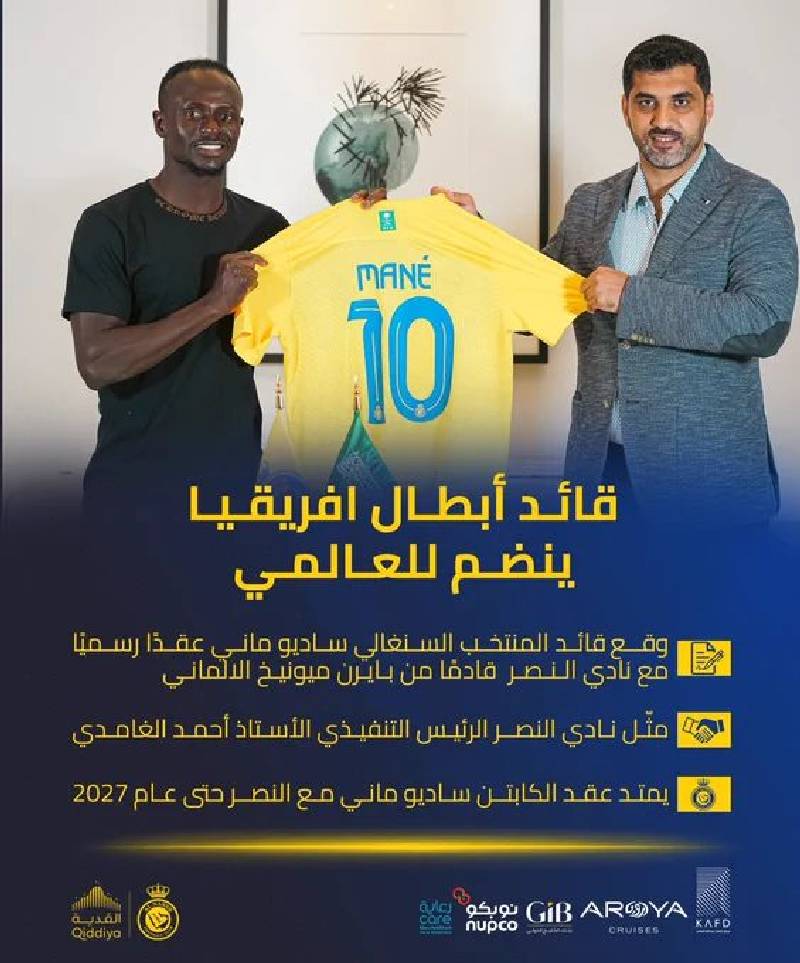 MANÉ
10
قائد أبطال افريقيا
ينضم للعالمي
وقع قائد المنتخب السنغالي ساديو ماني عقدًا رسميًا
مع نادي النصر قادمًا من بايرن ميونيخ الالماني
مثّل نادي النصر الرئيس التنفيذي الأستاذ أحمد الغامدي
يمتد عقد الكابتن ساديو ماني مع النصر حتى عام 2027
القدية
Qiddiya
رعاية
care
نوبكو
nupco
GIB
AROYA
CRUISES
KAFD